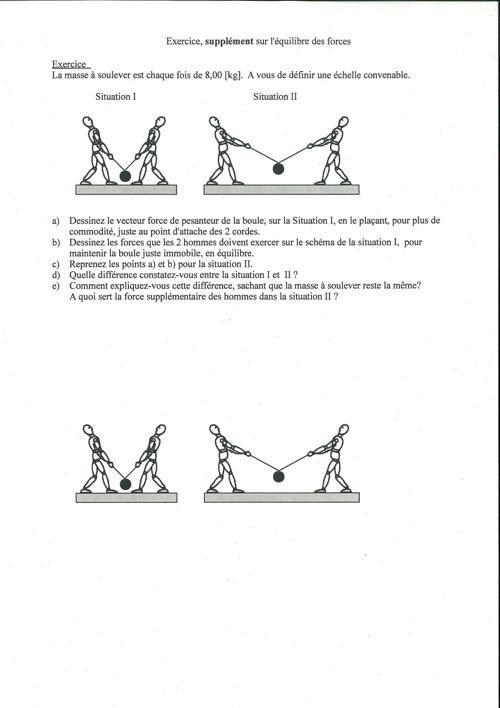 Exercice, supplément sur l'équilibre des forces
Exercice
La masse à soulever est chaque fois de 8,00 [kg]. A vous de définir une échelle convenable.
Situation I Situation II
a) Dessinez le vecteur force de pesanteur de la boule, sur la Situation I, en le plaçant, pour plus de
commodité, juste au point d'attache des 2 cordes.
b) Dessinez les forces que les 2 hommes doivent exercer sur le schéma de la situation I, pour
maintenir la boule juste immobile, en équilibre.
c) Reprenez les points a) et b) pour la situation II.
d) Quelle différence constatez-vous entre la situation I et II ?
e) Comment expliquez-vous cette différence, sachant que la masse à soulever reste la même?
A quoi sert la force supplémentaire des hommes dans la situation II ?